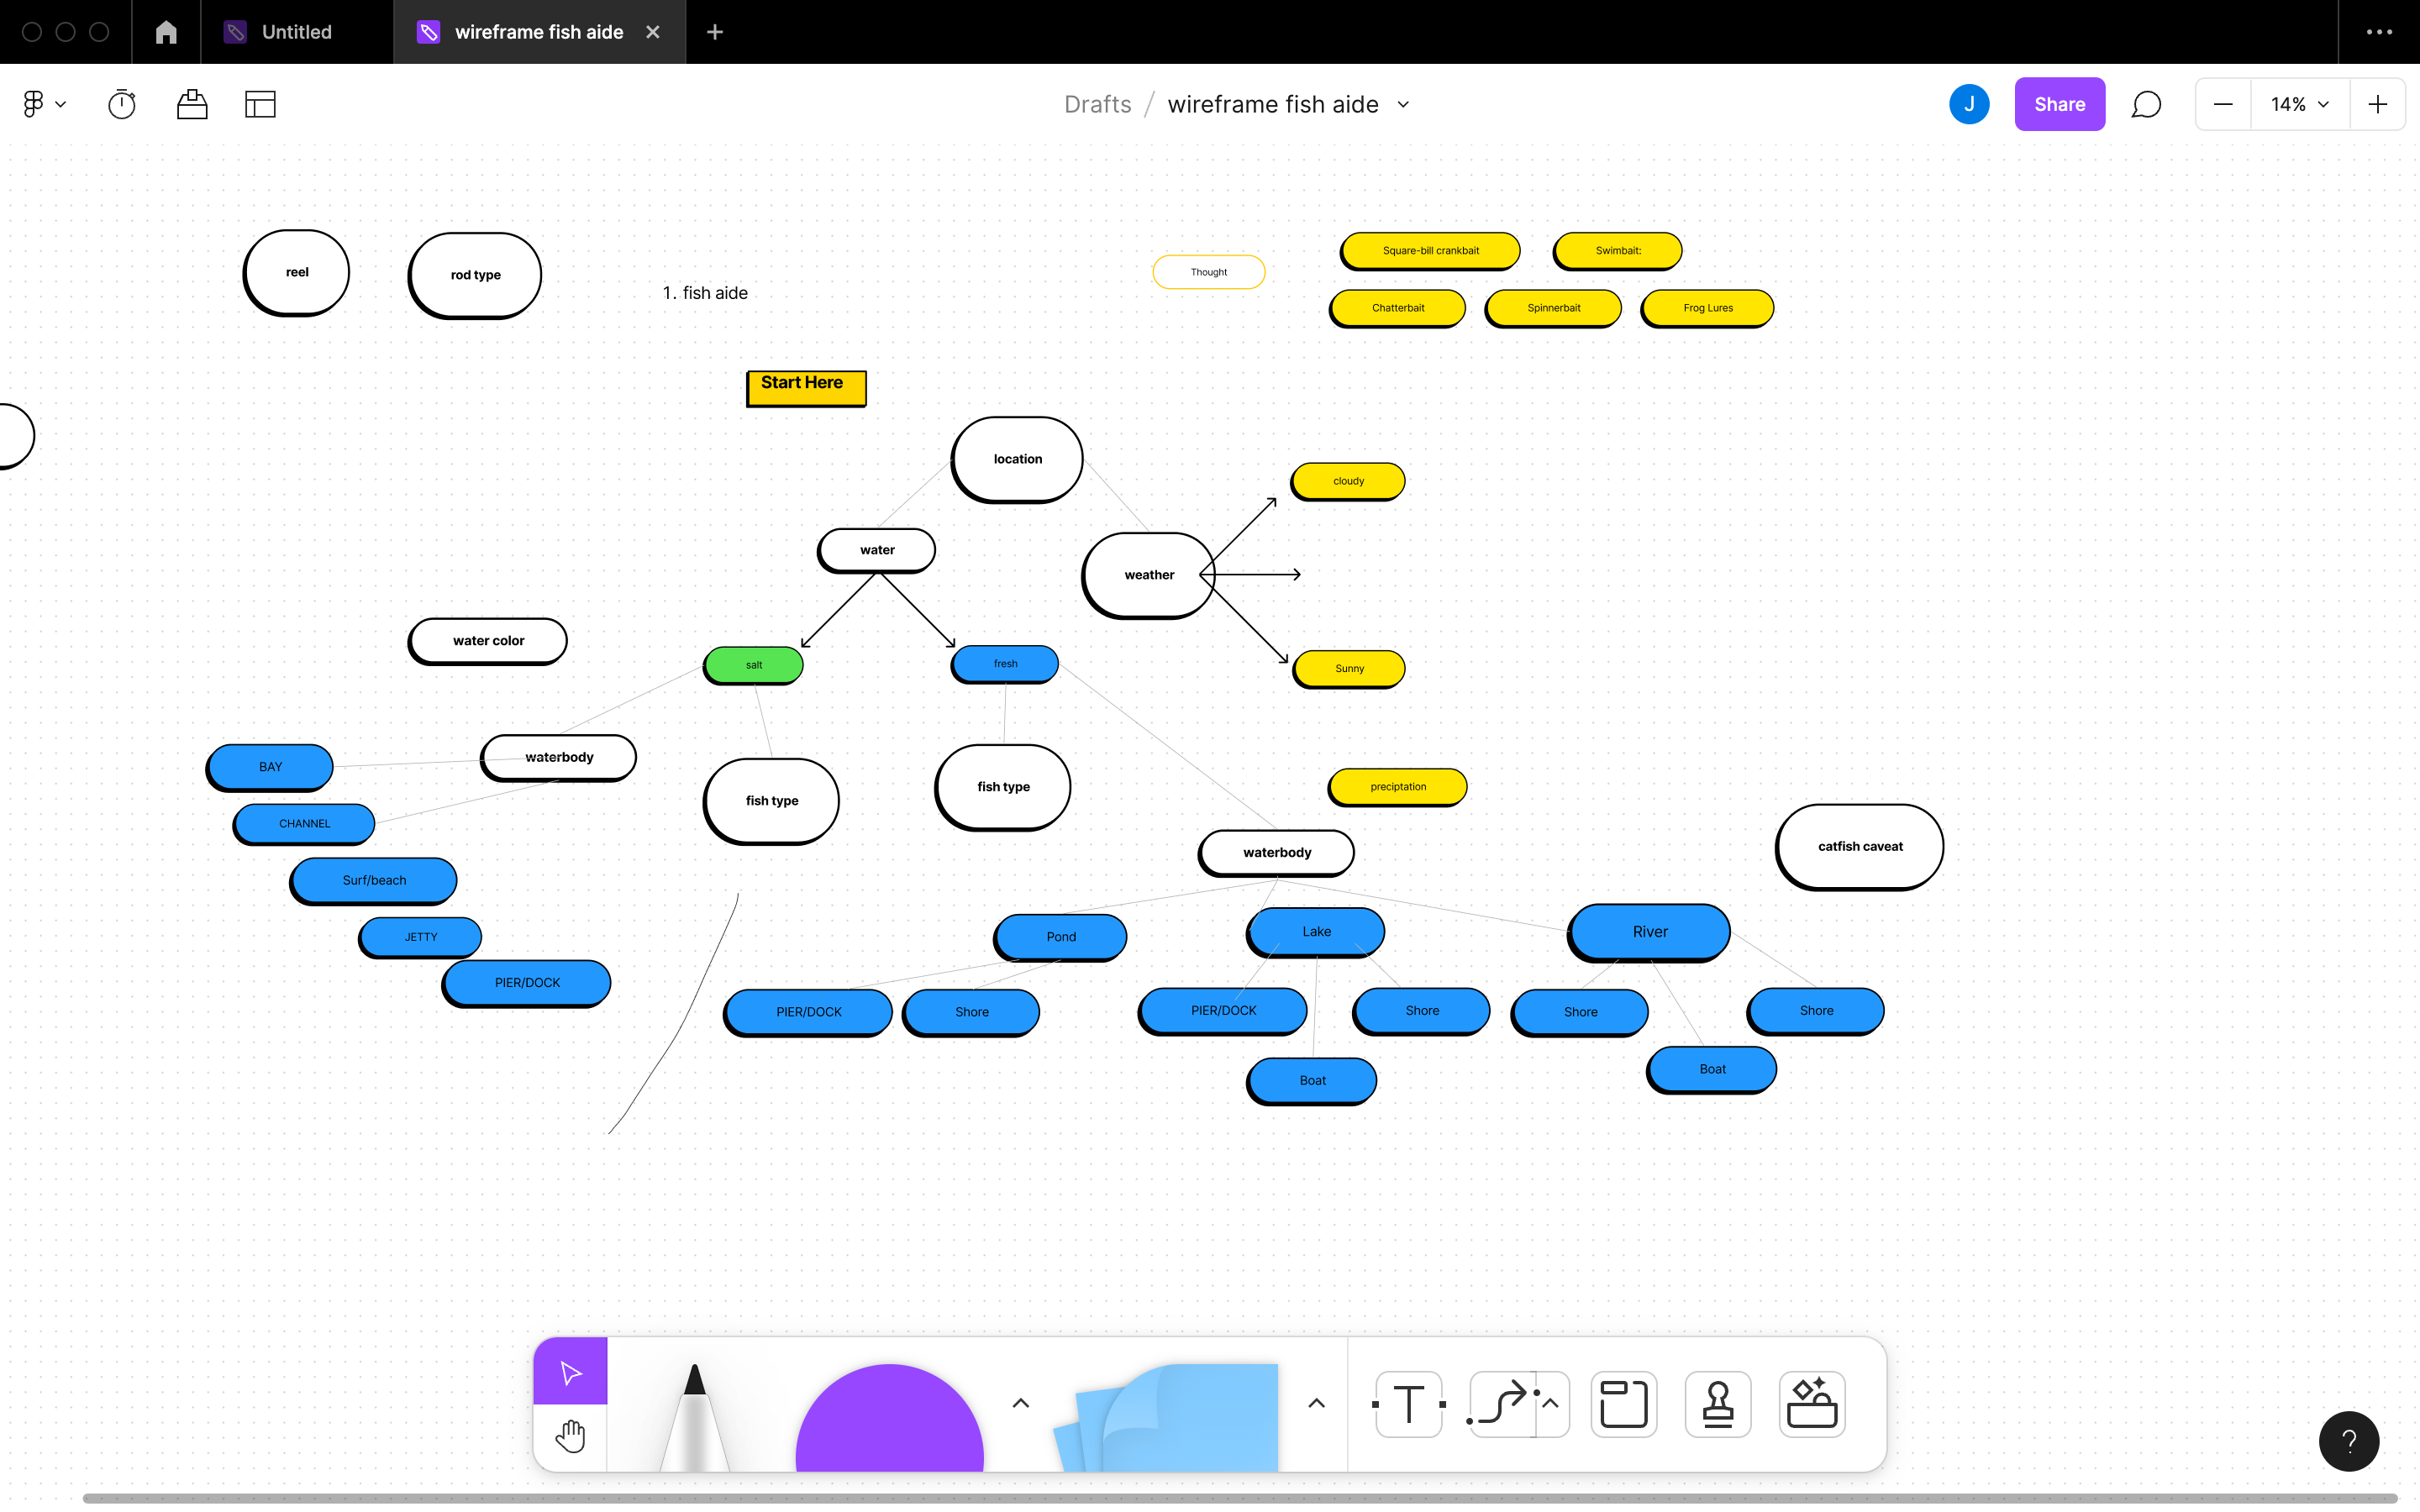 Untitled
wireframe fish aide
Drafts / wireframe fish aide
J
Share
14%
reel
rod type
1. fish aide
Thought
Square-bill crankbait
Swimbait:
Chatterbait
Spinnerbait
Frog Lures
Start Here
location
cloudy
water
weather
water color
salt
fresh
Sunny
BAY
waterbody
fish type
fish type
preciptation
CHANNEL
waterbody
catfish caveat
Surf/beach
JETTY
Pond
Lake
River
PIER/DOCK
PIER/DOCK
Shore
PIER/DOCK
Shore
Shore
Shore
Boat
Boat
T
?